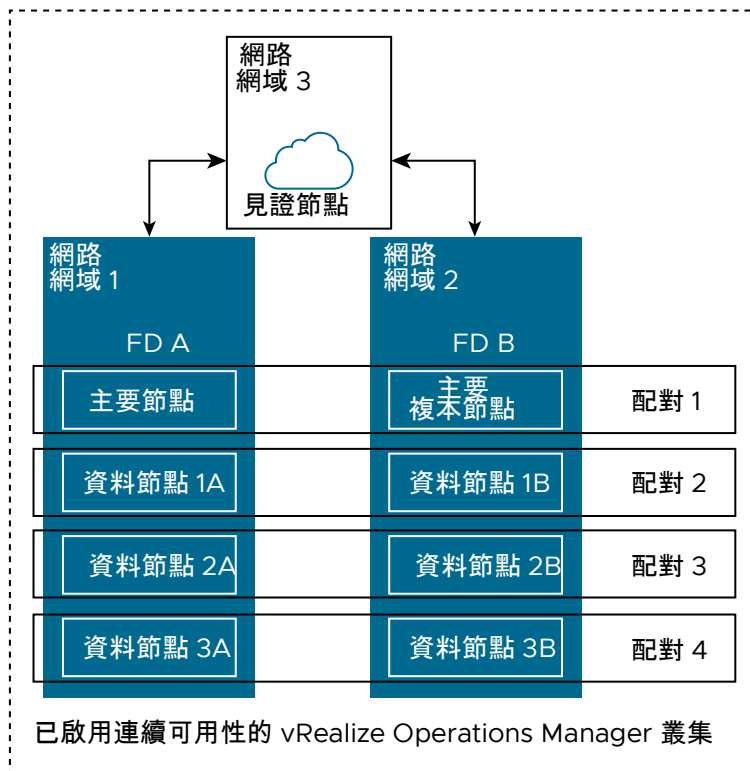 網路
網域 3
見證節點
網路
網域 1
網路
網域 2
FD A
FD B
主要節點
主要
複本節點
配對 1
資料節點 1A
資料節點 1B
配對 2
資料節點 2A
資料節點 2B
配對 3
資料節點 3A
資料節點 3B
配對 4
已啟用連續可用性的 vRealize Operations Manager 叢集